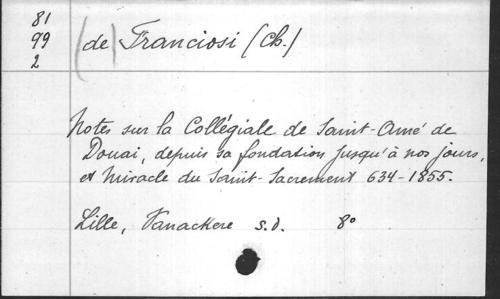 81
99
2
(de) Franciosi (Ch.)
Notes sur la Collégiale de Saint-Amé de
Douai, depuis sa fondation jusqu'à nos jours,
et Miracle du Saint-Sacrement 634-1855.
Lille, Vanackere s.d. 8°